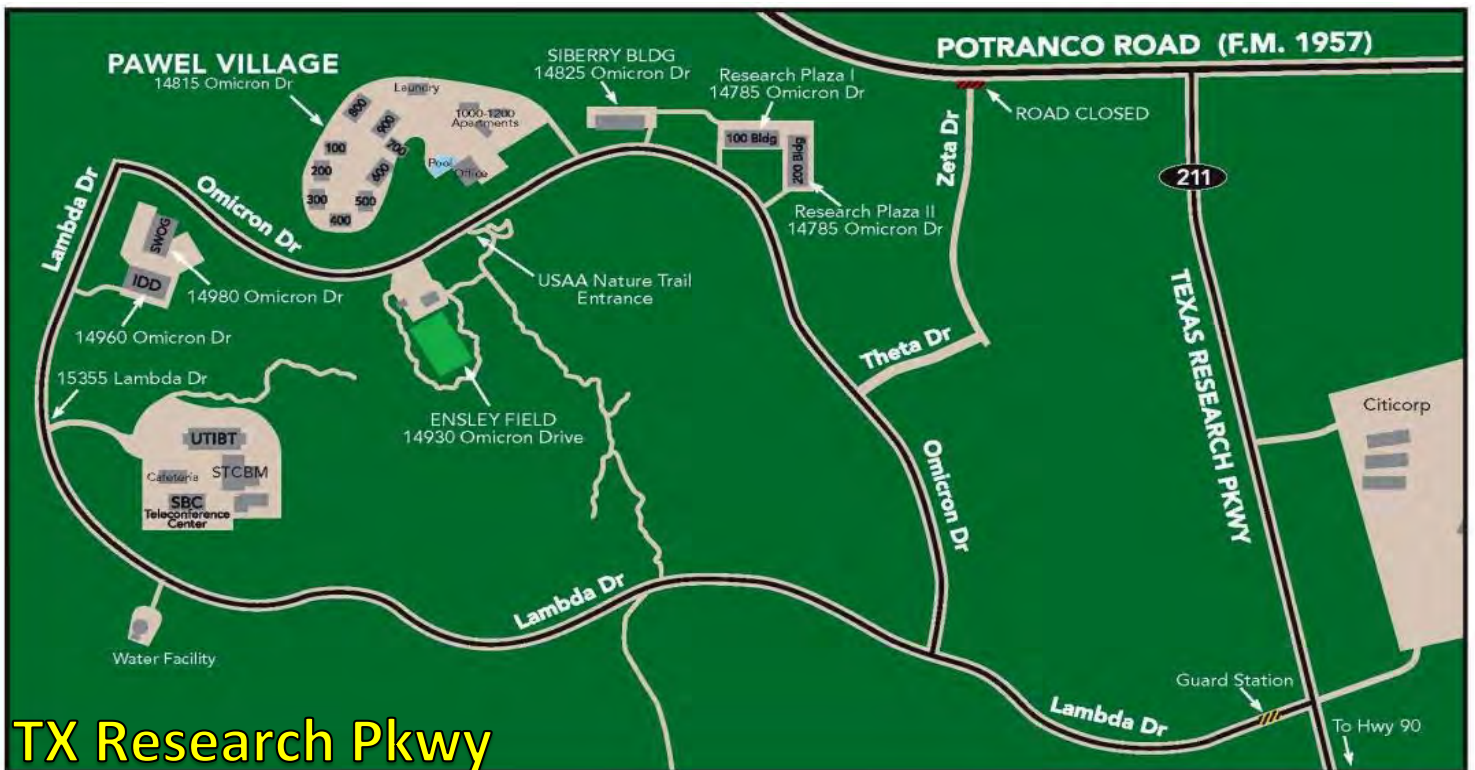 POTRANCO ROAD (F.M. 1957)
PAWEL VILLAGE
14815 Omicron Dr
SIBERRY BLDG
14825 Omicron Dr
Research Plaza I
14785 Omicron Dr
ROAD CLOSED
Laundry
800
900
1000-1200
Apartments
100
700
200
600
Pool
Office
300
500
400
100 Bldg
200 Bldg
Zeta Dr
211
Lambda Dr
Omicron Dr
Research Plaza II
14785 Omicron Dr
SWOG
IDD
14980 Omicron Dr
14960 Omicron Dr
USAA Nature Trail
Entrance
TEXAS RESEARCH PKWY
Theta Dr
15355 Lambda Dr
ENSLEY FIELD
14930 Omicron Drive
Citicorp
UTIBT
Cafeteria
STCBM
SBC
Teleconference
Center
Omicron Dr
Lambda Dr
Water Facility
Guard Station
Lambda Dr
To Hwy 90
TX Research Pkwy